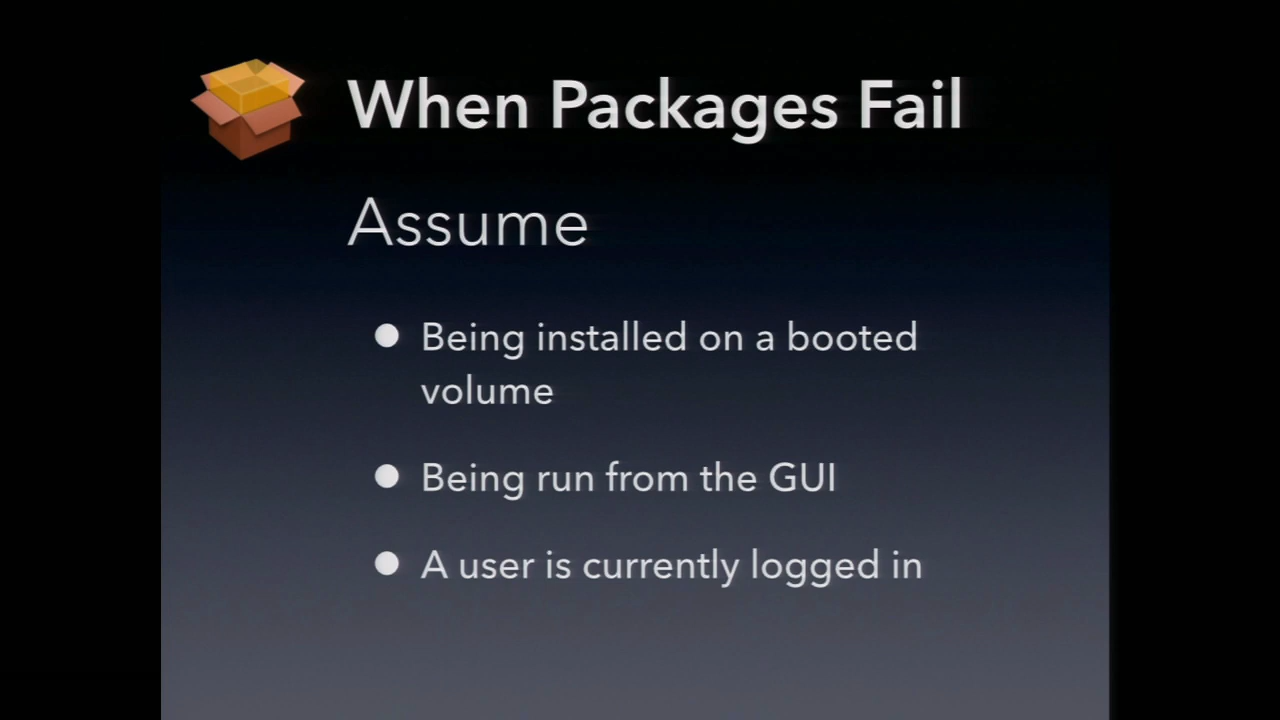 When Packages Fail
Assume
● Being installed on a booted
volume
● Being run from the GUI
● A user is currently logged in